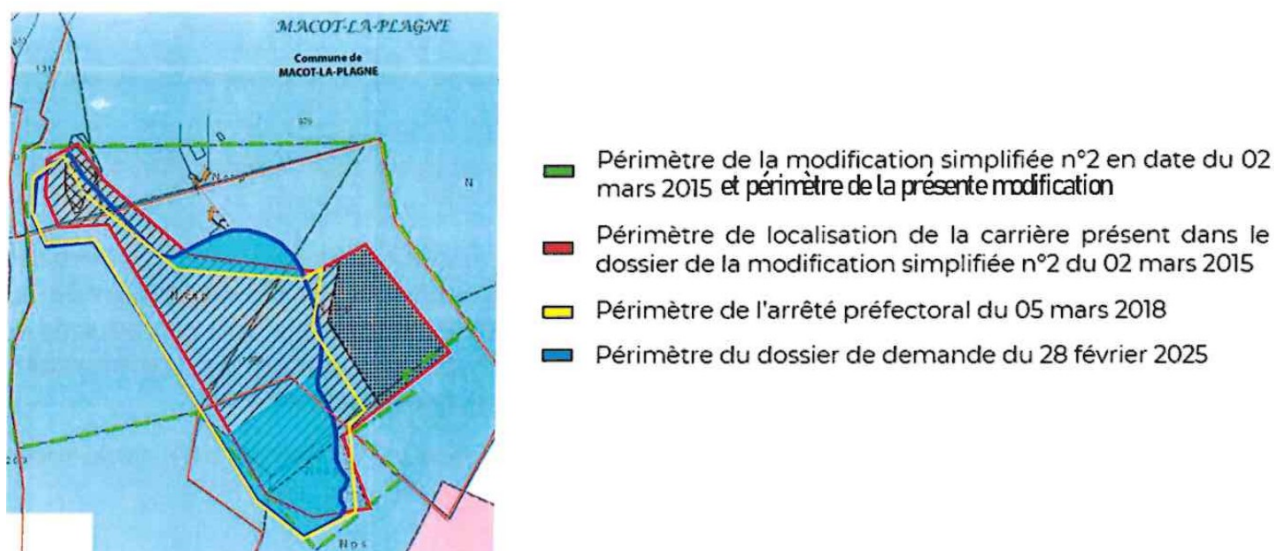 MACOT-LA-PLAGNE
Commune de
MACOT-LA-PLAGNE
N
Nps
Périmètre de la modification simplifiée n°2 en date du 02
mars 2015 et périmètre de la présente modification
Périmètre de localisation de la carrière présent dans le
dossier de la modification simplifiée n°2 du 02 mars 2015
Périmètre de l'arrêté préfectoral du 05 mars 2018
Périmètre du dossier de demande du 28 février 2025